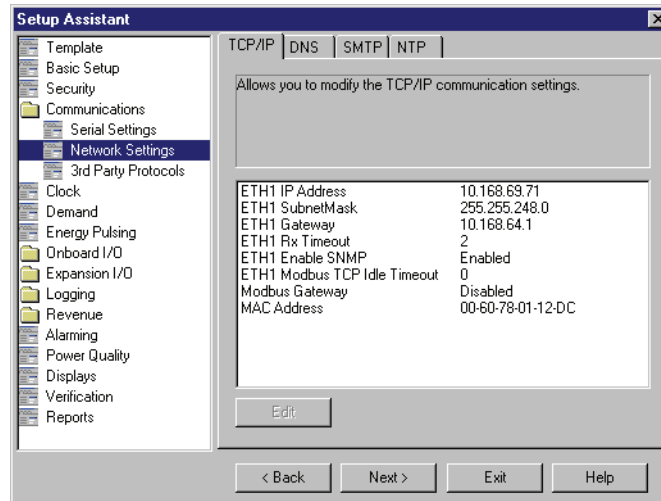 Setup Assistant
Template
Basic Setup
Security
Communications
Serial Settings
Network Settings
3rd Party Protocols
Clock
Demand
Energy Pulsing
Onboard I/O
Expansion I/O
Logging
Revenue
Alarming
Power Quality
Displays
Verification
Reports
TCP/IP DNS SMTP NTP
Allows you to modify the TCP/IP communication settings.
ETH1 IP Address 10.168.69.71
ETH1 SubnetMask 255.255.248.0
ETH1 Gateway 10.168.64.1
ETH1 Rx Timeout 2
ETH1 Enable SNMP Enabled
ETH1 Modbus TCP Idle Timeout 0
Modbus Gateway Disabled
MAC Address 00-60-78-01-12-DC
Edit
< Back Next > Exit Help